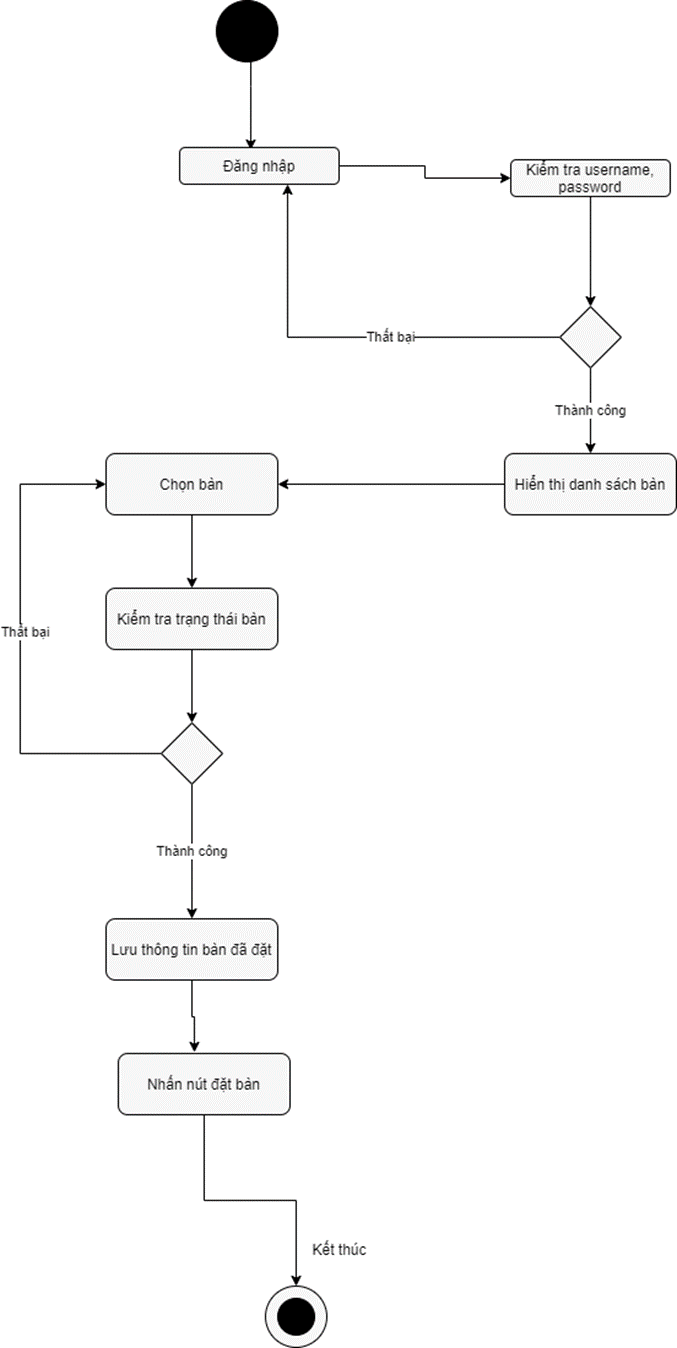 Đăng nhập
Kiểm tra username,
password
Thất bại
Thành công
Chọn bàn
Hiển thị danh sách bàn
Kiểm tra trạng thái bàn
Thất bại
Thành công
Lưu thông tin bàn đã đặt
Nhấn nút đặt bàn
Kết thúc